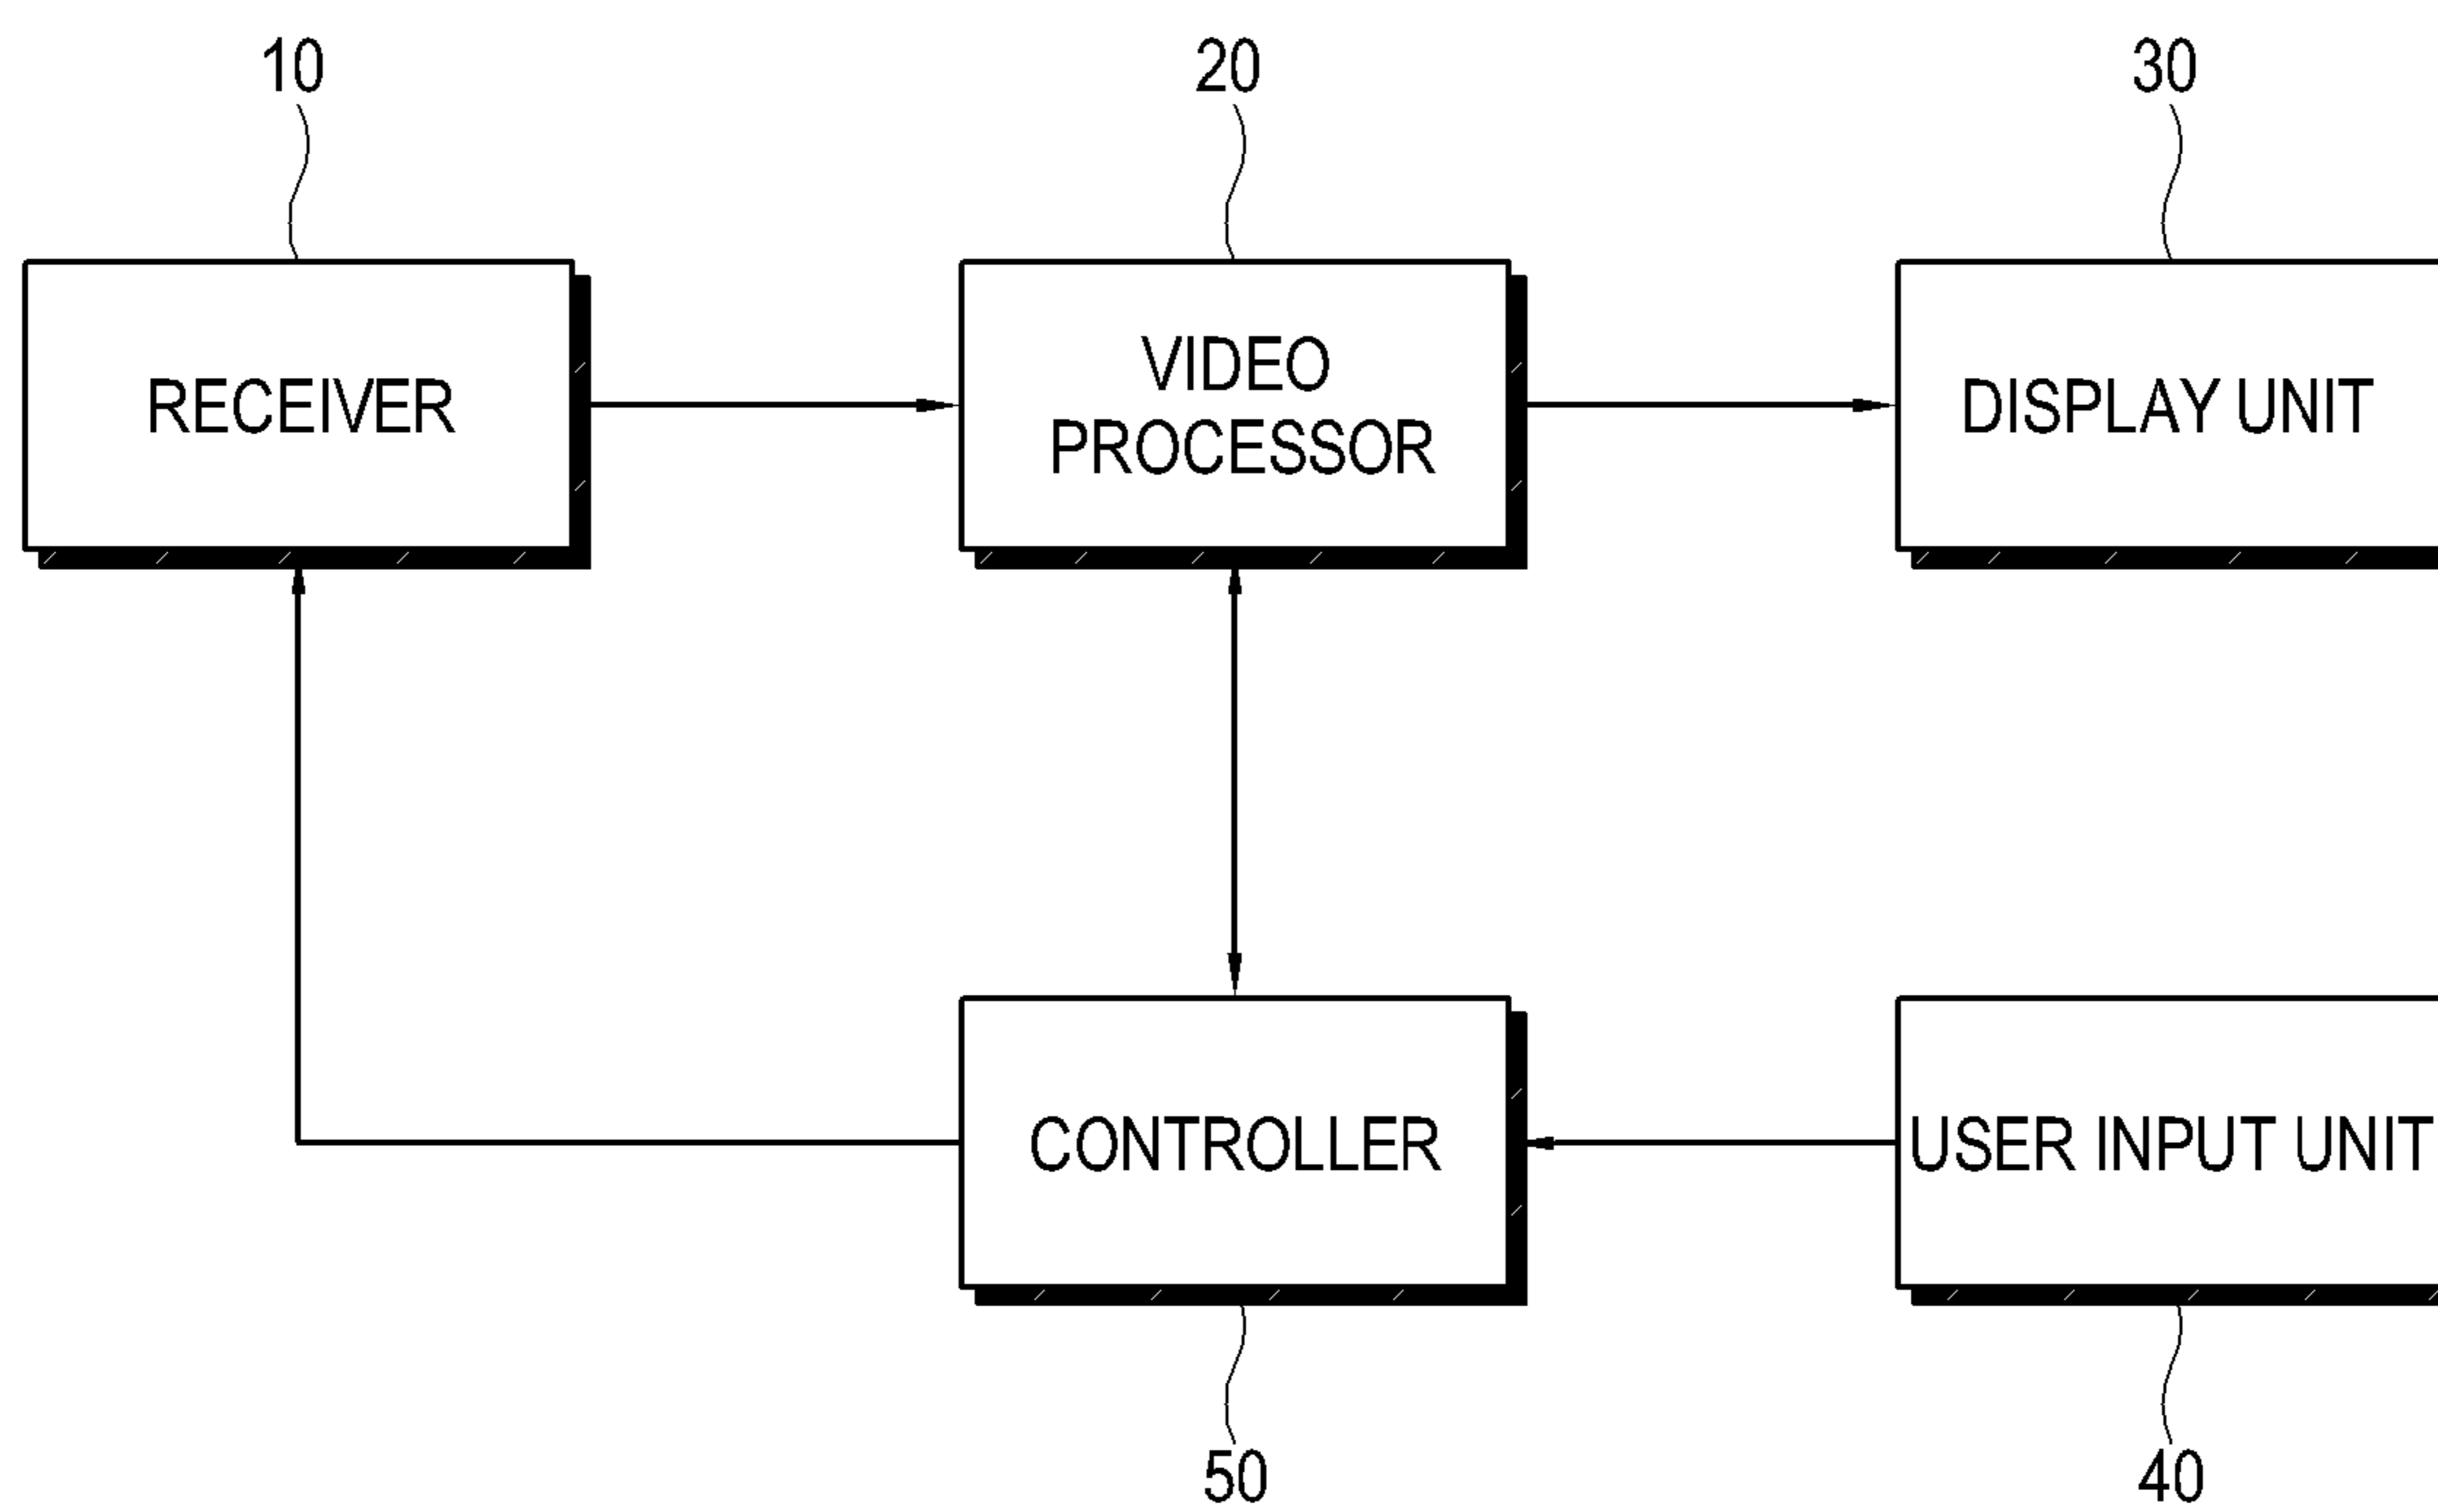 10
20
30
RECEIVER
VIDEO
PROCESSOR
DISPLAY UNIT
CONTROLLER
USER INPUT UNIT
50
40